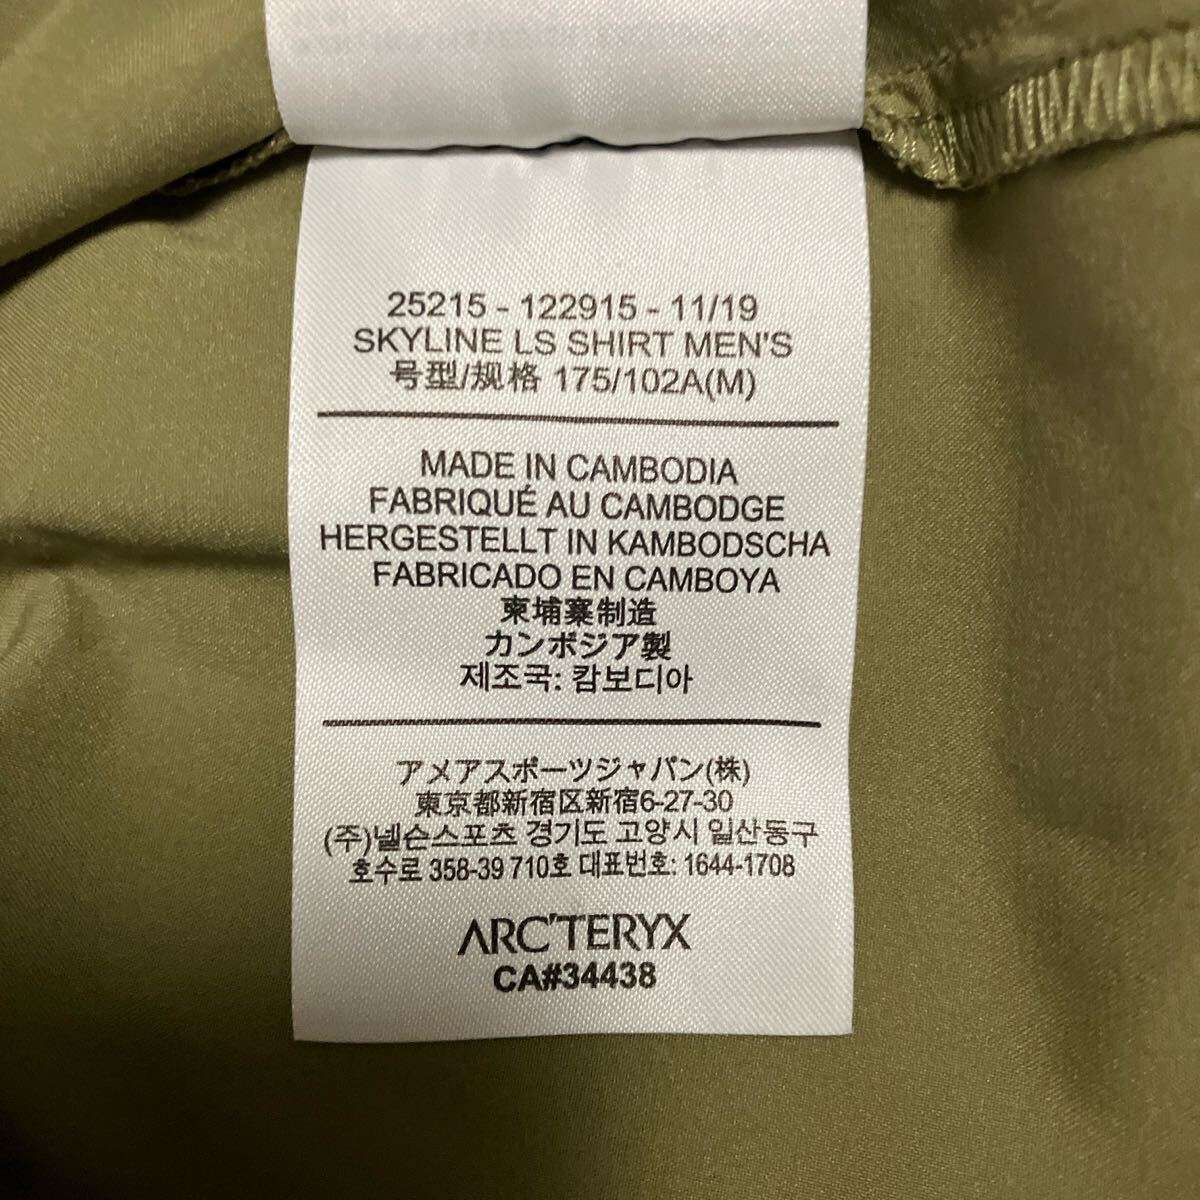 25215 - 122915 - 11/19
SKYLINE LS SHIRT MEN'S
号型/规格 175/102A(M)
MADE IN CAMBODIA
FABRIQUÉ AU CAMBODGE
HERGESTELLT IN KAMBODSCHA
FABRICADO EN CAMBOYA
柬埔寨制造
カンボジア製
제조국: 캄보디아
アメアスポーツジャパン(株)
東京都新宿区新宿6-27-30
(주)넬슨스포츠 경기도 고양시 일산동구
호수로 358-39 710호 대표번호: 1644-1708
ARC'TERYX
CA#34438